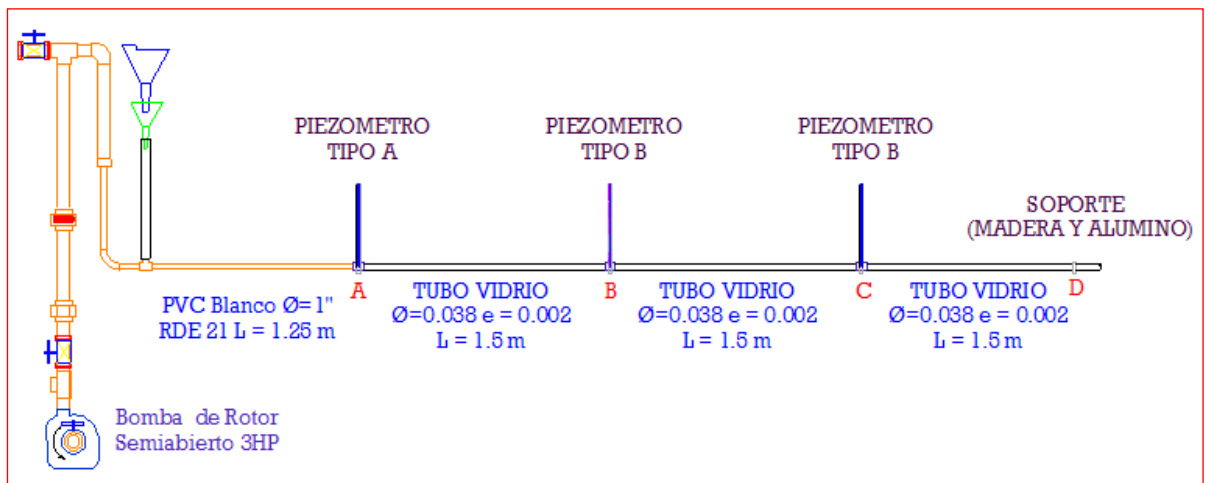 PIEZOMETRO
TIPO A
PIEZOMETRO
TIPO B
PIEZOMETRO
TIPO B
SOPORTE
(MADERA Y ALUMINO)
A
B
C
D
PVC Blanco Ø= 1"
RDE 21 L = 1.25 m
TUBO VIDRIO
Ø=0.038 e = 0.002
L = 1.5 m
TUBO VIDRIO
Ø=0.038 e = 0.002
L = 1.5 m
TUBO VIDRIO
Ø=0.038 e = 0.002
L = 1.5 m
Bomba de Rotor
Semiabierto 3HP